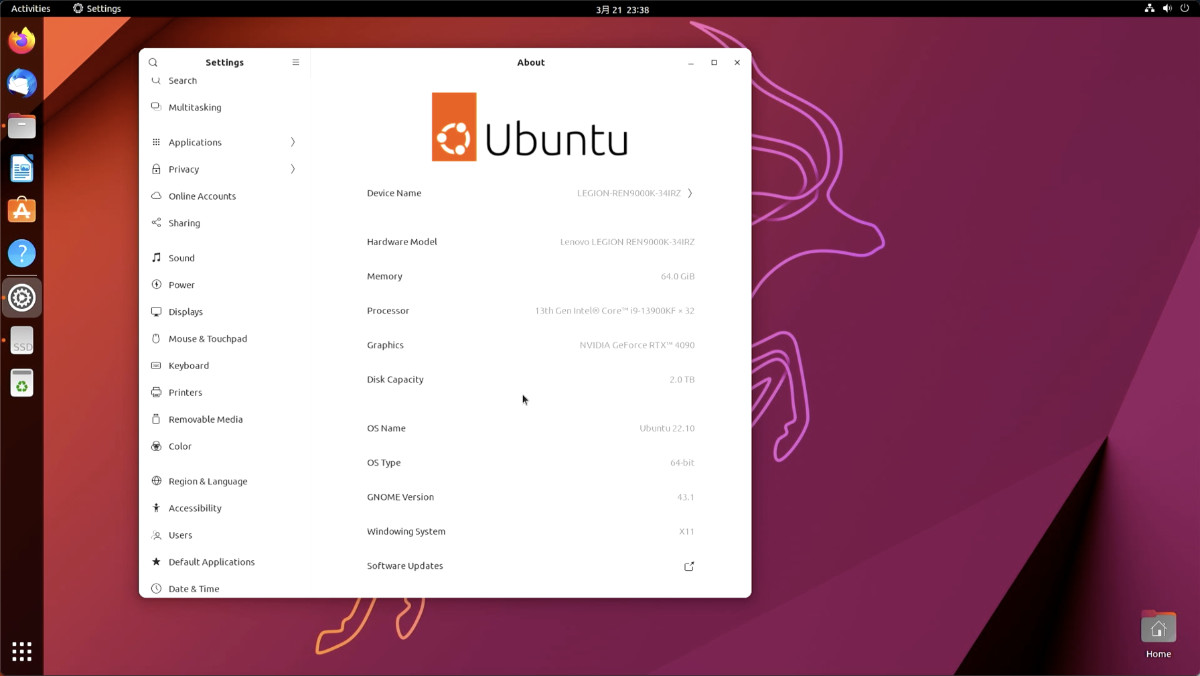 Activities
Settings
3月 21 23:38
Settings
About
Search
Multitasking
Applications
Privacy
Online Accounts
Sharing
Sound
Power
Displays
Mouse & Touchpad
Keyboard
Printers
Removable Media
Color
Region & Language
Accessibility
Users
Default Applications
Date & Time
Ubuntu
Device Name LEGION-REN9000K-34IRZ
Hardware Model Lenovo LEGION REN9000K-34IRZ
Memory 64.0 GiB
Processor 13th Gen Intel® Core™ i9-13900KF × 32
Graphics NVIDIA GeForce RTX™ 4090
Disk Capacity 2.0 TB
OS Name Ubuntu 22.10
OS Type 64-bit
GNOME Version 43.1
Windowing System X11
Software Updates
SSD
Home